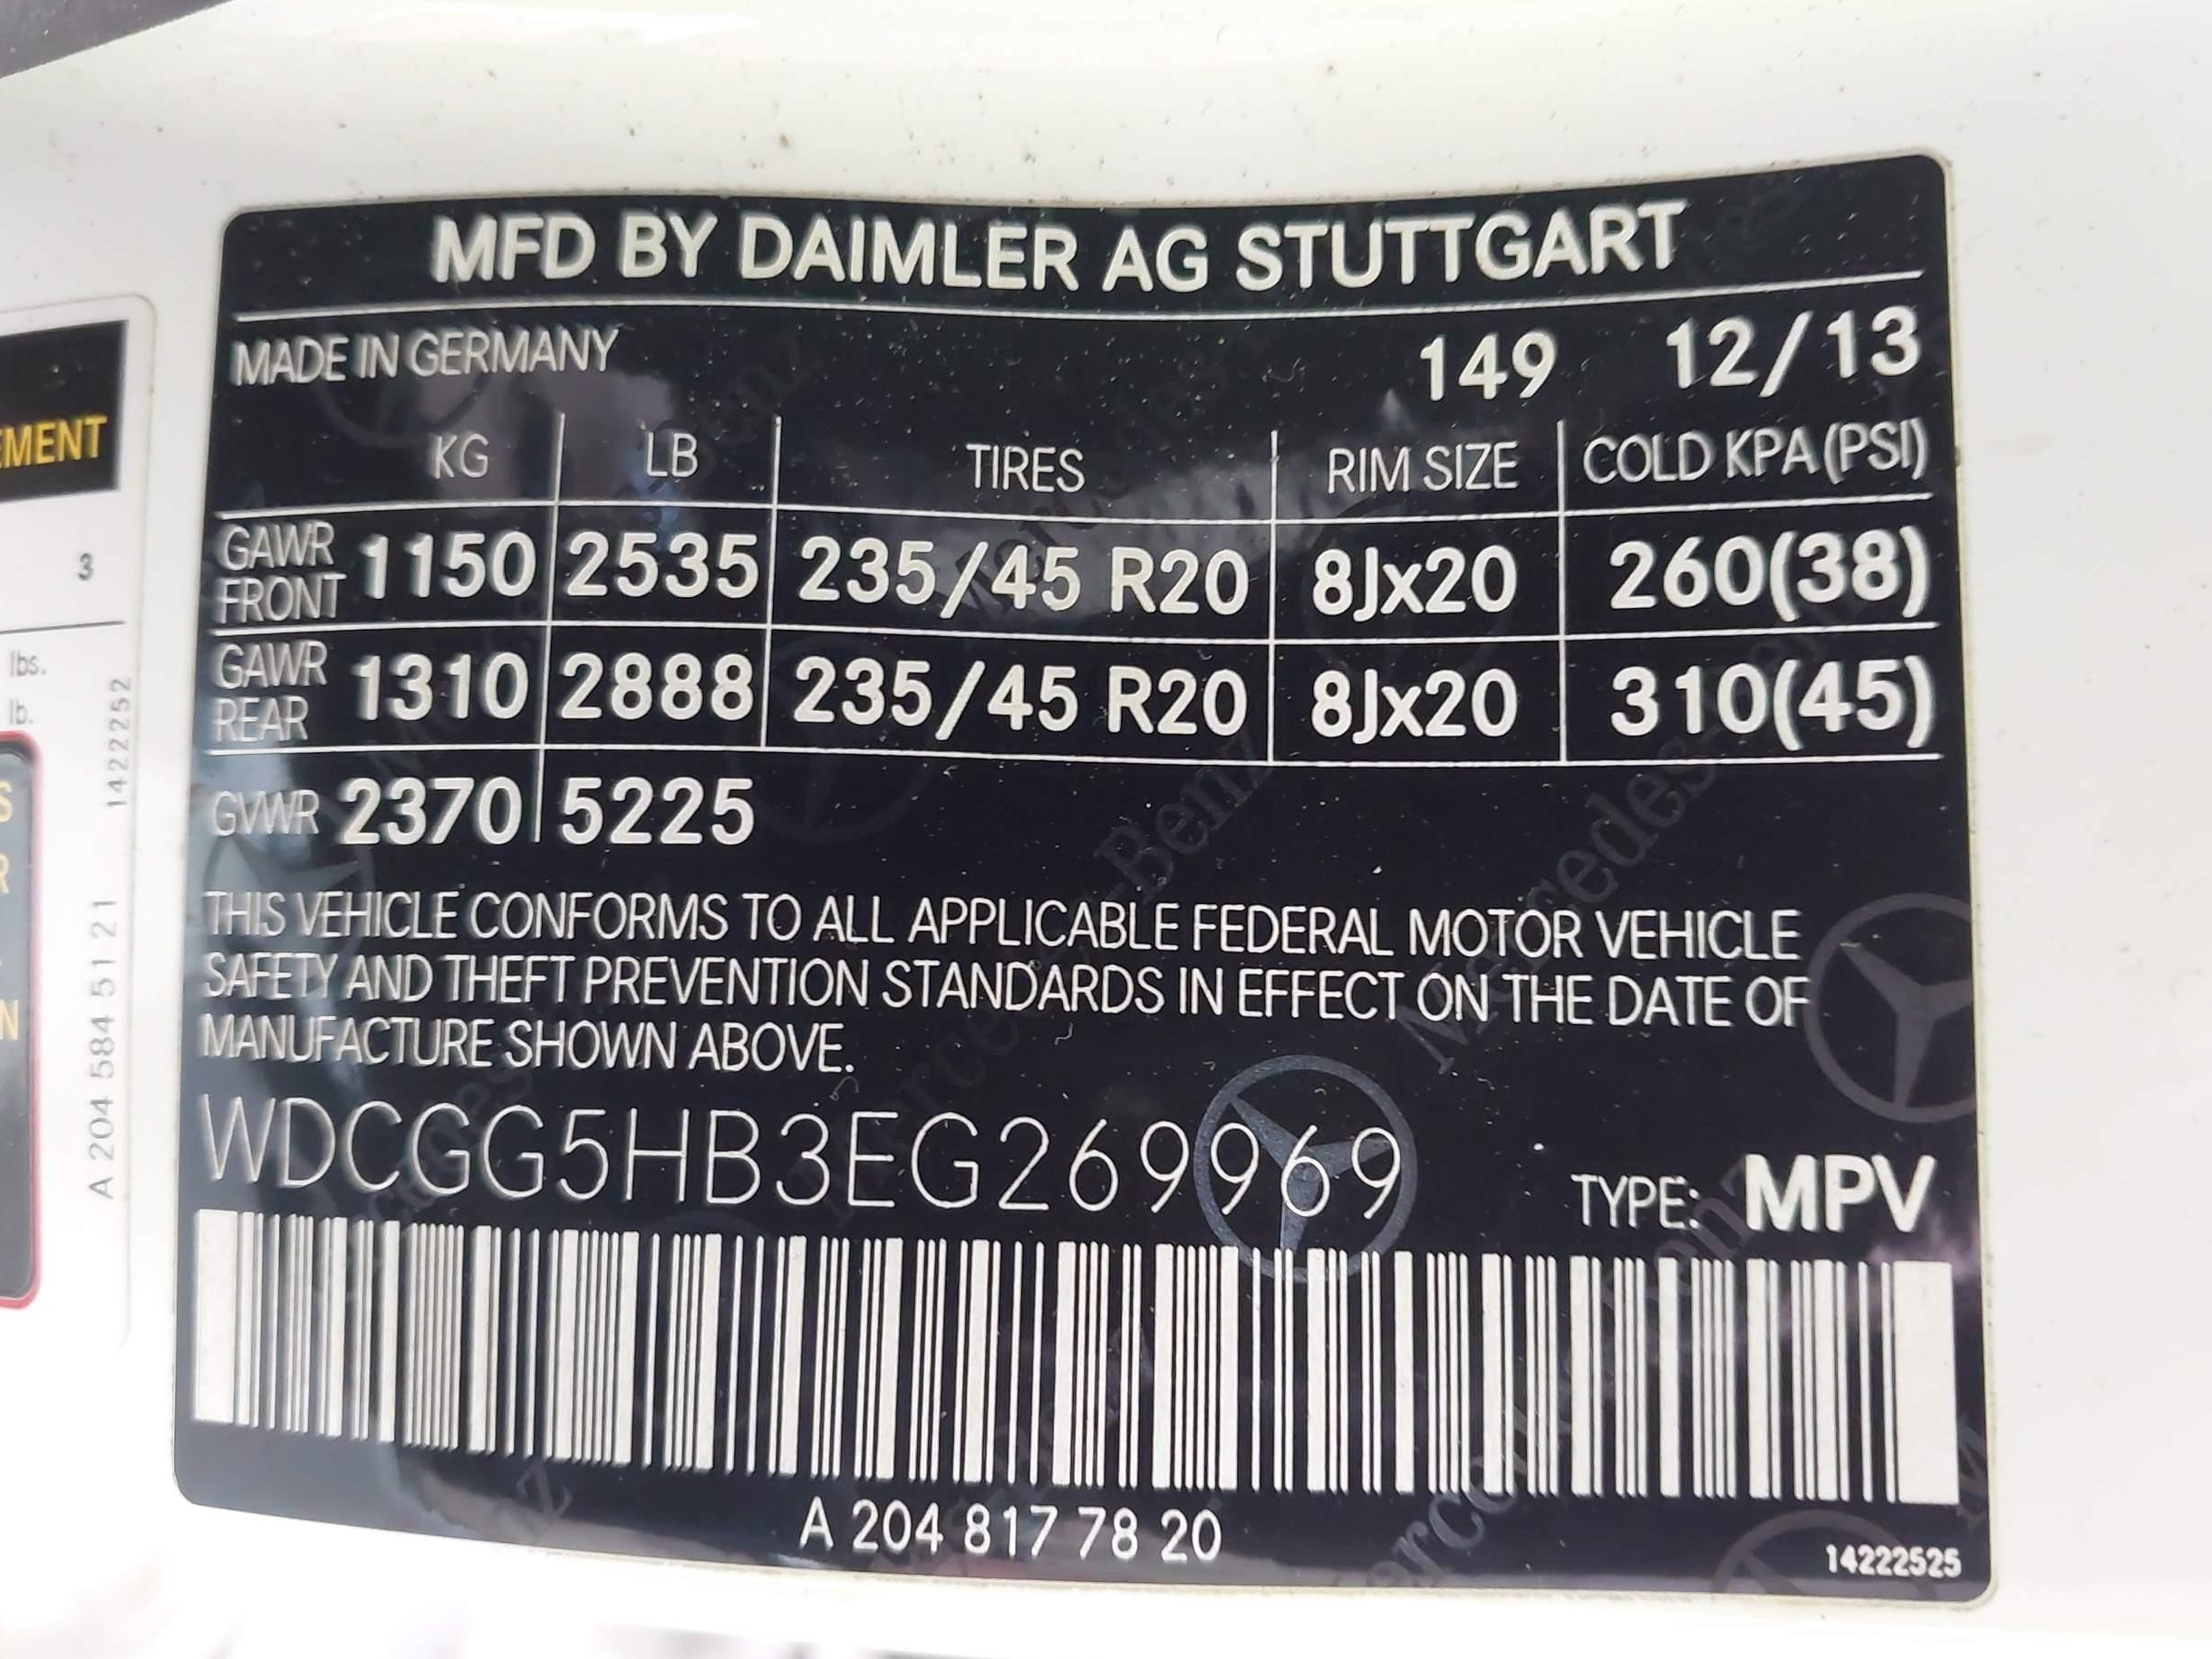 MFD BY DAIMLER AG STUTTGART
MADE IN GERMANY 149 12/13
KG LB TIRES RIM SIZE COLD KPA (PSI)
GAWR FRONT 1150 2535 235/45 R20 8Jx20 260(38)
GAWR REAR 1310 2888 235/45 R20 8Jx20 310(45)
GVWR 2370 5225
THIS VEHICLE CONFORMS TO ALL APPLICABLE FEDERAL MOTOR VEHICLE
SAFETY AND THEFT PREVENTION STANDARDS IN EFFECT ON THE DATE OF
MANUFACTURE SHOWN ABOVE.
WDCGG5HB3EG269969 TYPE: MPV
A 204 817 78 20
14222525
3
lbs.
lb.
A 204 584 51 21 1422252
Mercedes-Benz